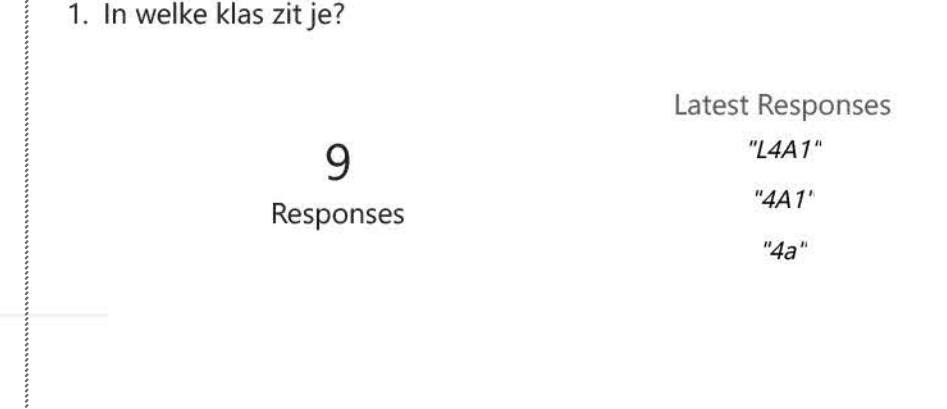 1. In welke klas zit je?
Latest Responses
9
Responses
"L4A1"
"4A1"
"4a"